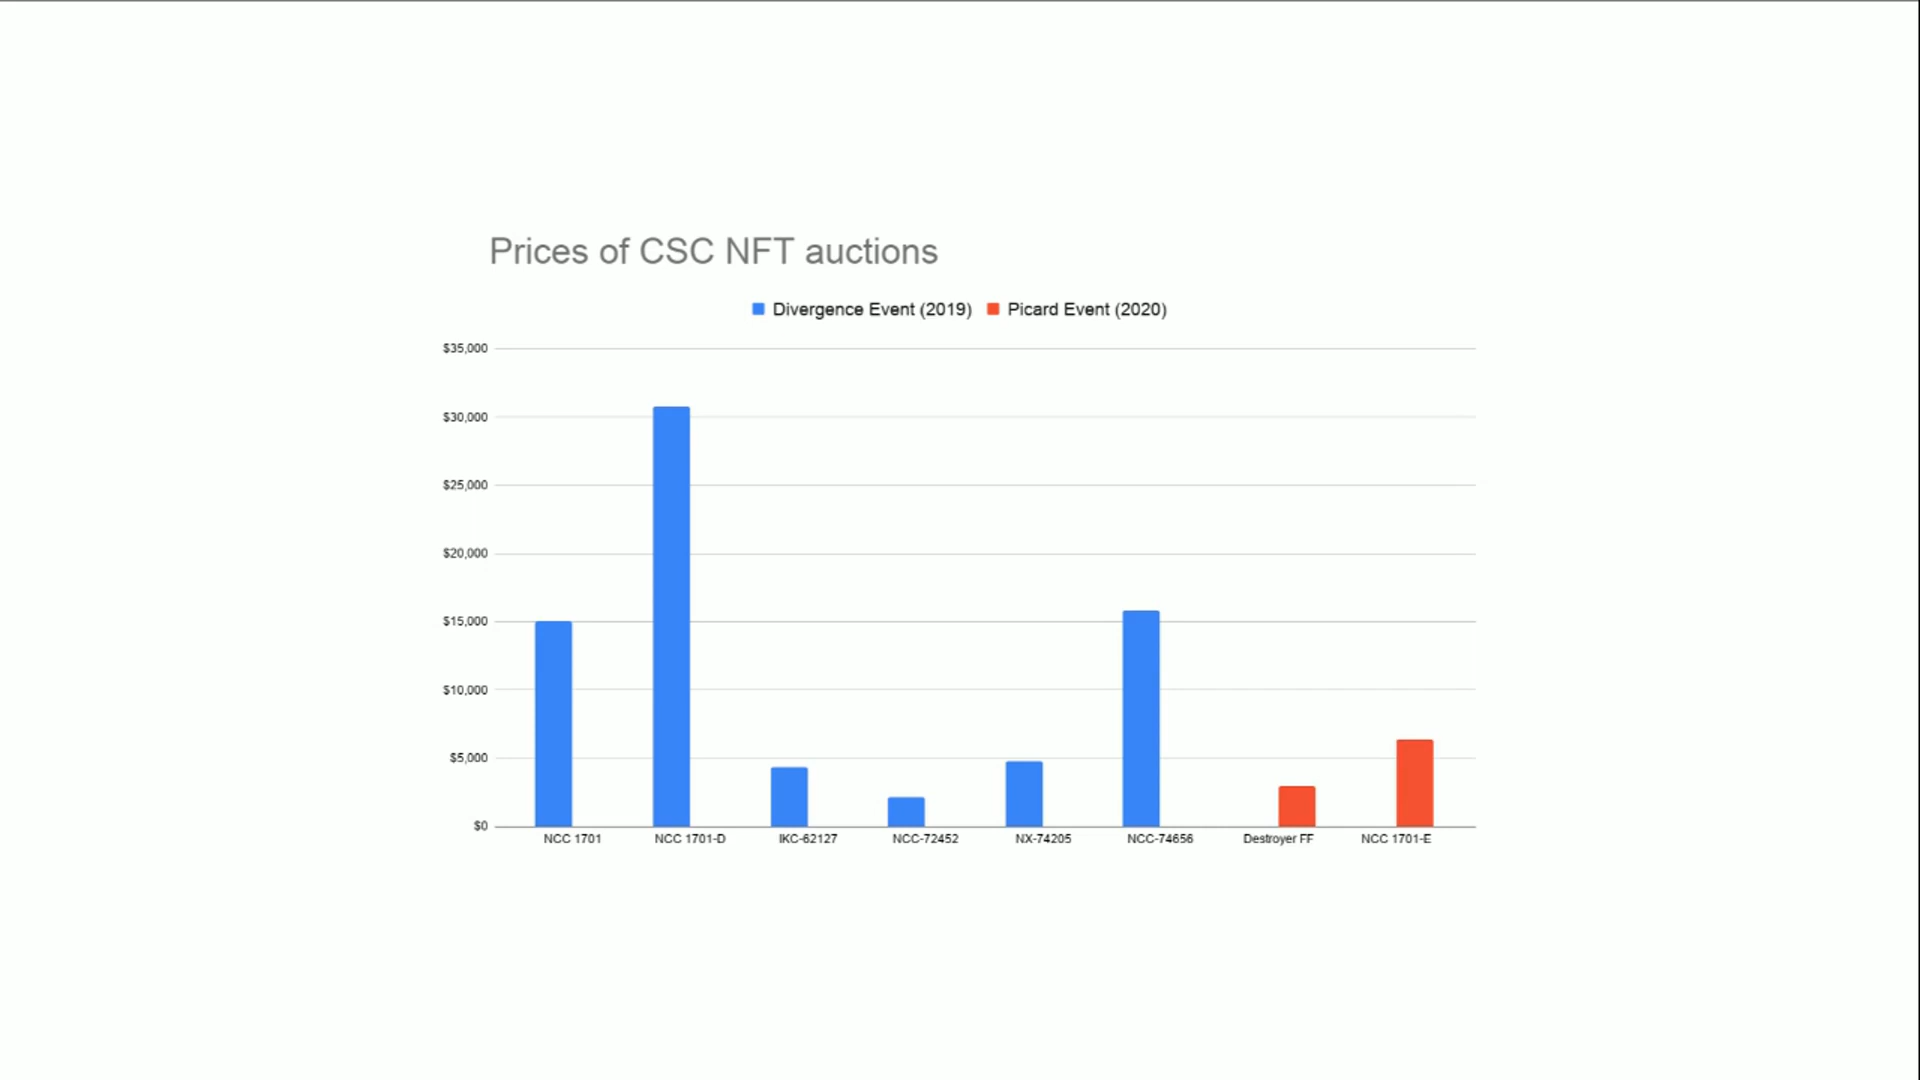 Prices of CSC NFT auctions
Divergence Event (2019) Picard Event (2020)
$35,000
$30,000
$25,000
$20,000
$15,000
$10,000
$5,000
$0
NCC 1701 NCC 1701-D IKC-62127 NCC-72452 NX-74205 NCC-74656 Destroyer FF NCC 1701-E